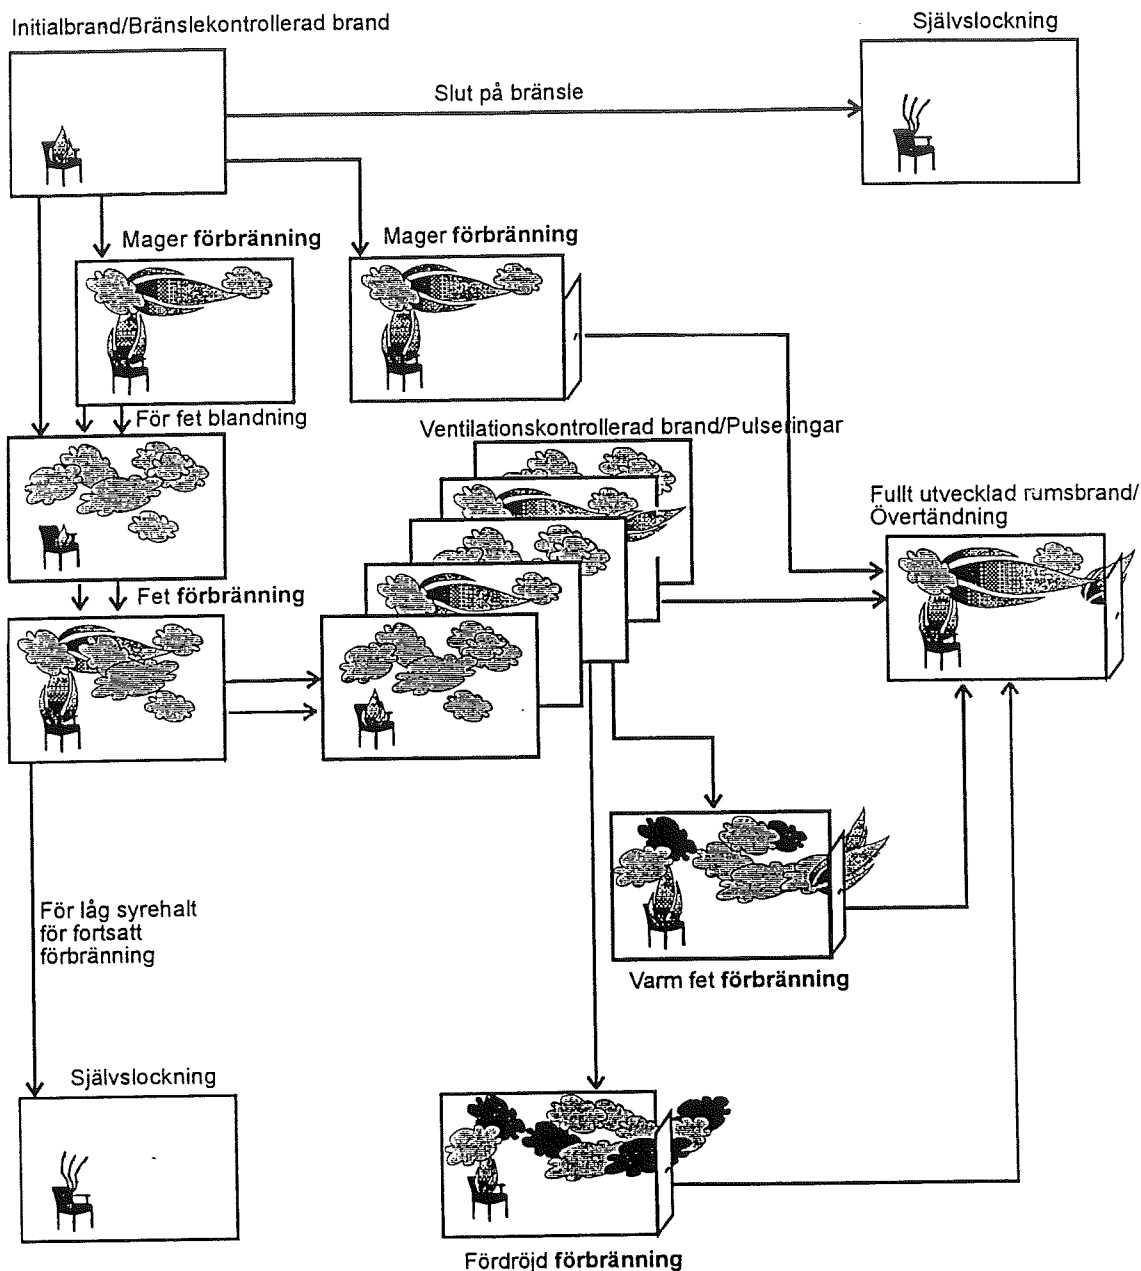 Initialbrand/Bränslekontrollerad brand
Självslockning
Slut på bränsle
Mager förbränning
Mager förbränning
För fet blandning
Ventilationskontrollerad brand/Pulseringar
Fullt utvecklad rumsbrand/
Övertändning
Fet förbränning
För låg syrehalt
för fortsatt
förbränning
Varm fet förbränning
Självslockning
Fördröjd förbränning